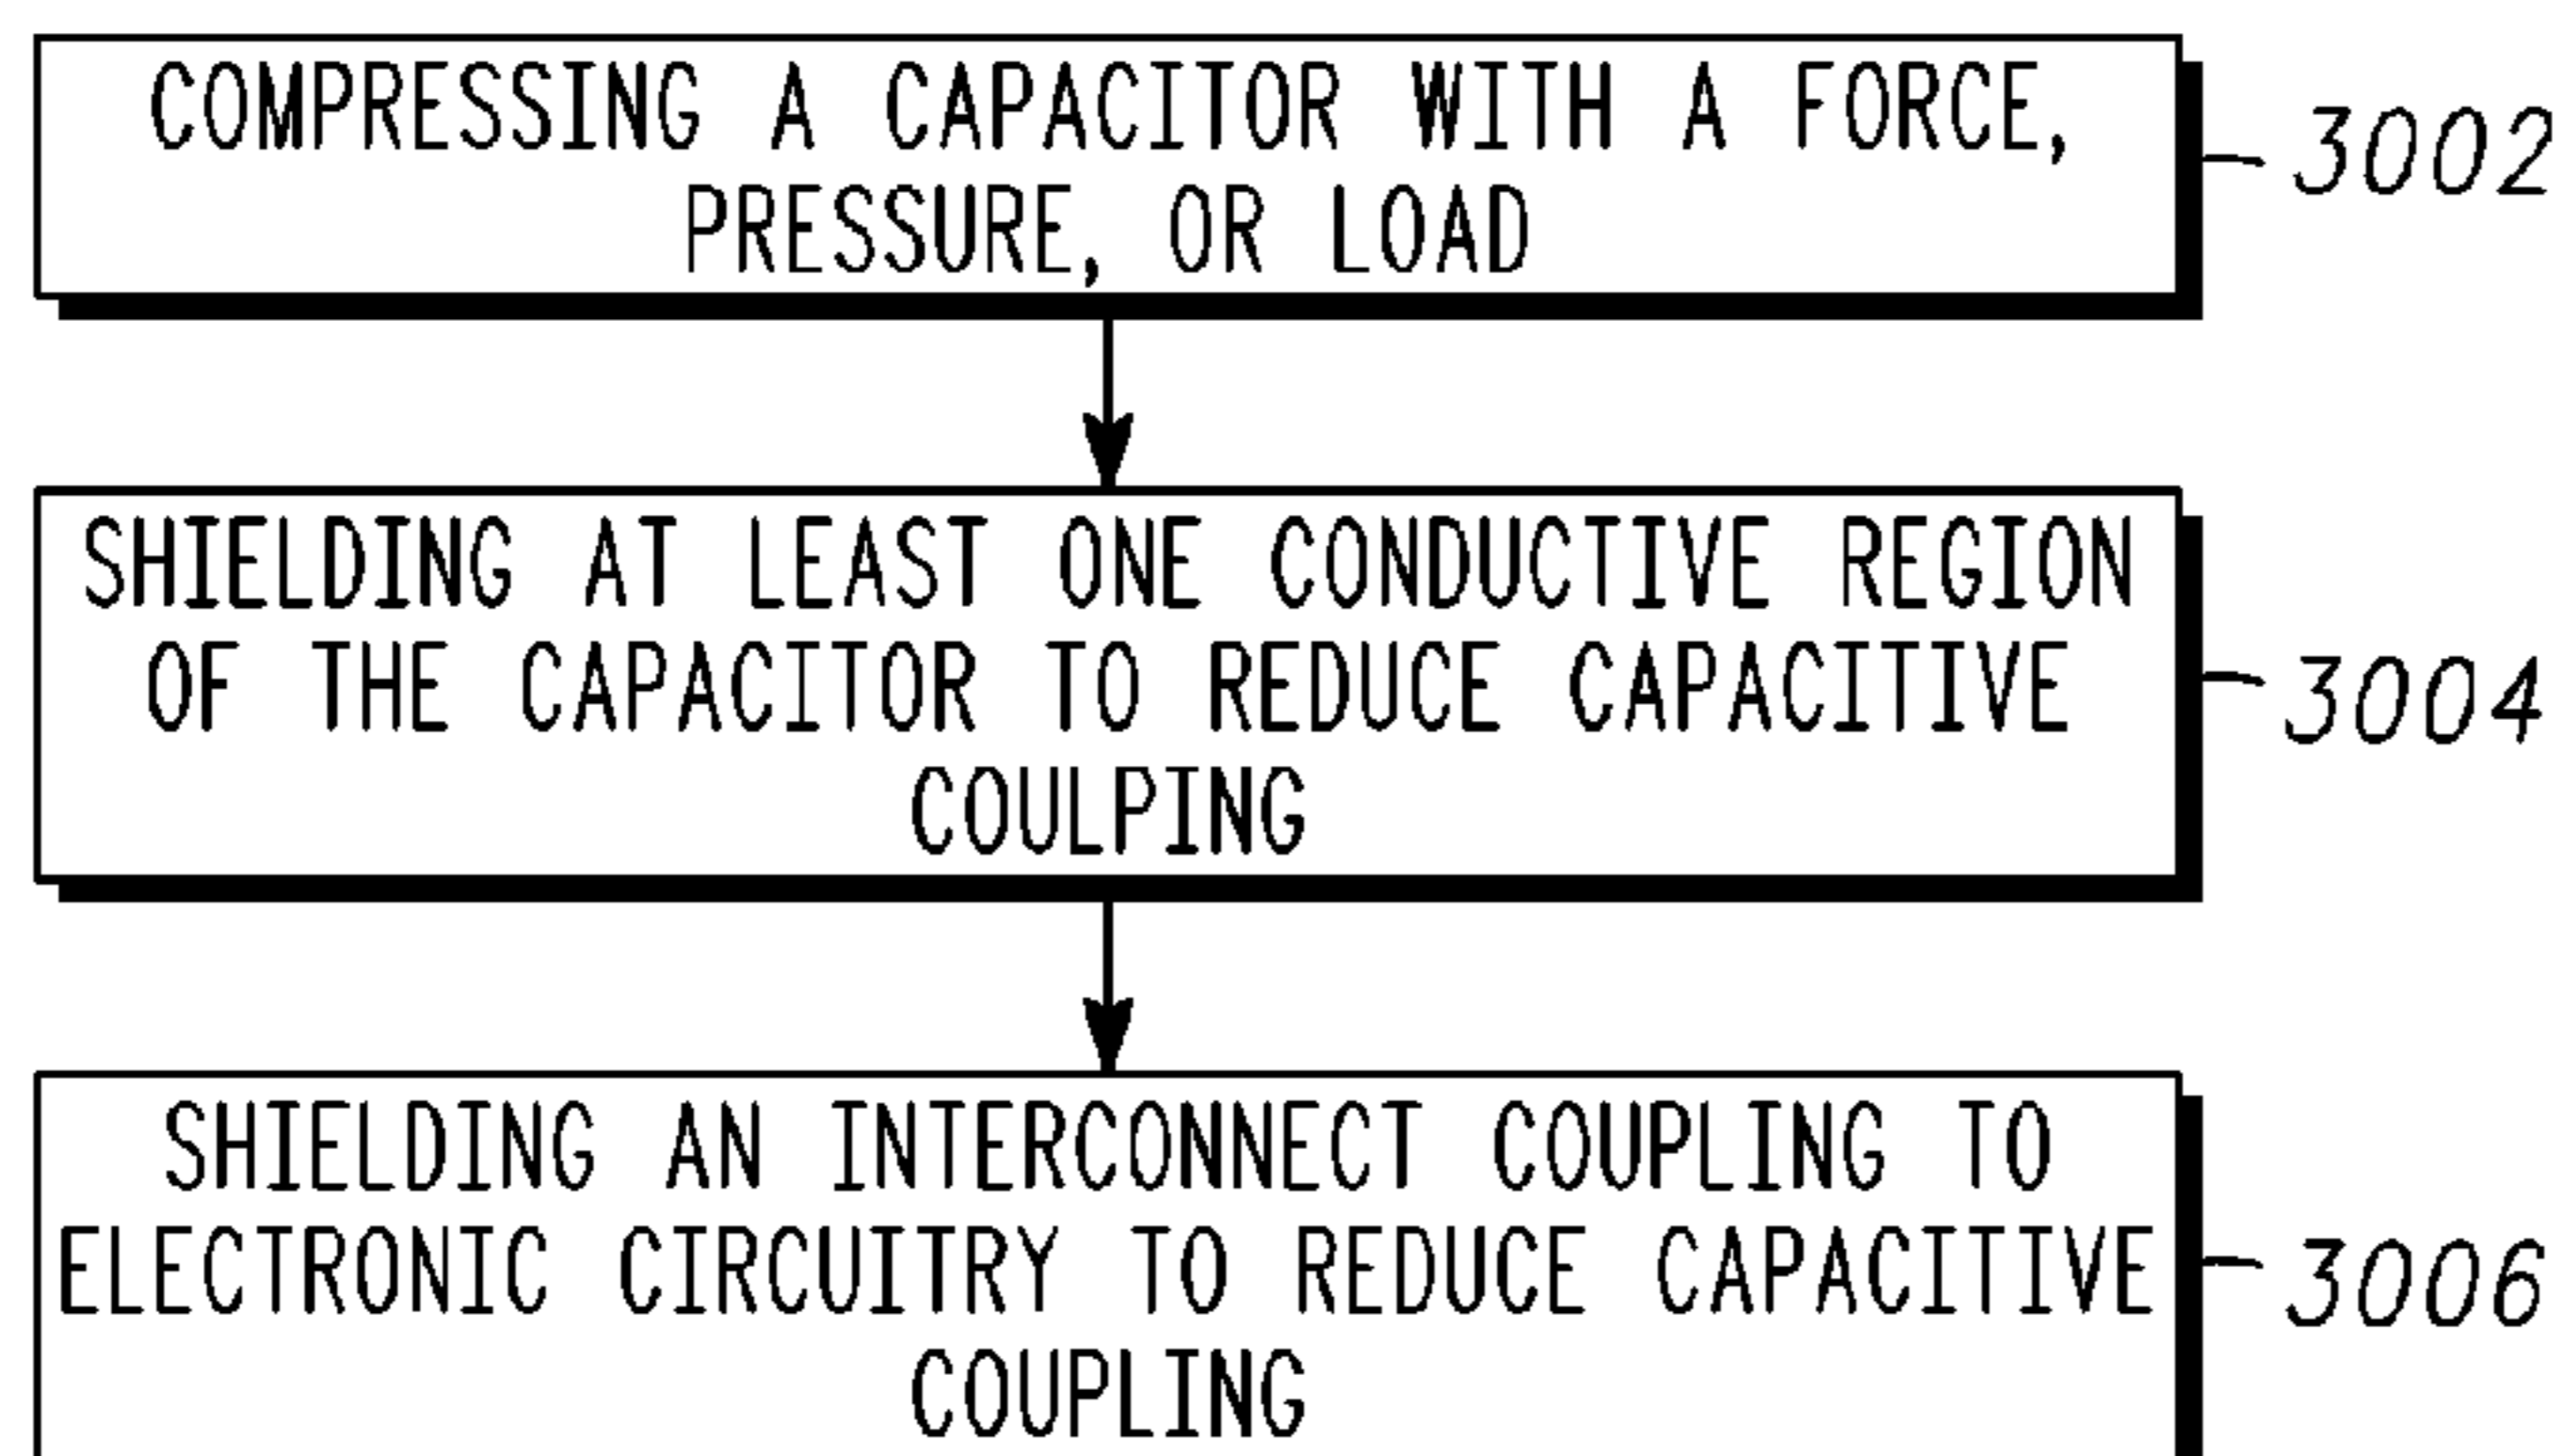 COMPRESSING A CAPACITOR WITH A FORCE,
PRESSURE, OR LOAD
3002
SHIELDING AT LEAST ONE CONDUCTIVE REGION
OF THE CAPACITOR TO REDUCE CAPACITIVE
COULPING
3004
SHIELDING AN INTERCONNECT COUPLING TO
ELECTRONIC CIRCUITRY TO REDUCE CAPACITIVE
COUPLING
3006